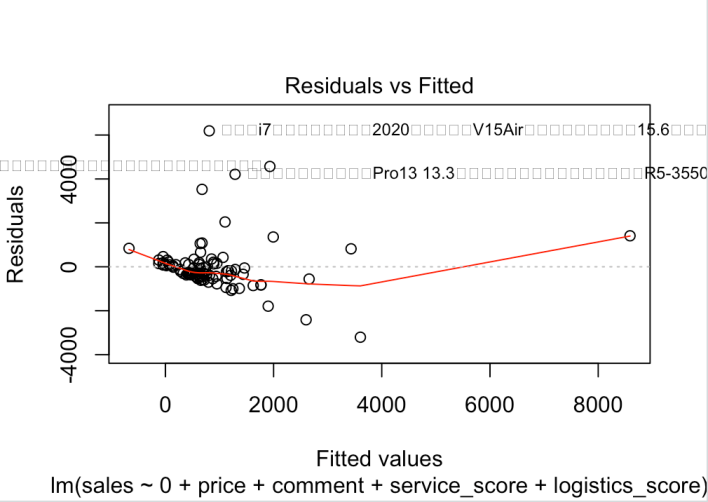 Residuals vs Fitted
i7 2020 V15Air 15.6
Pro13 13.3 R5-3550
Residuals
4000
0
-4000
0 2000 4000 6000 8000
Fitted values
lm(sales ~ 0 + price + comment + service_score + logistics_score)